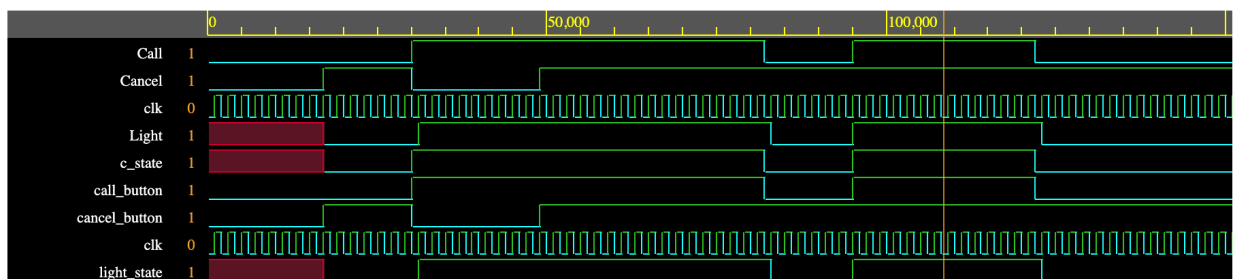 0 50,000 100,000
Call 1
Cancel 1
clk 0
Light 1
c_state 1
call_button 1
cancel_button 1
clk 0
light_state 1